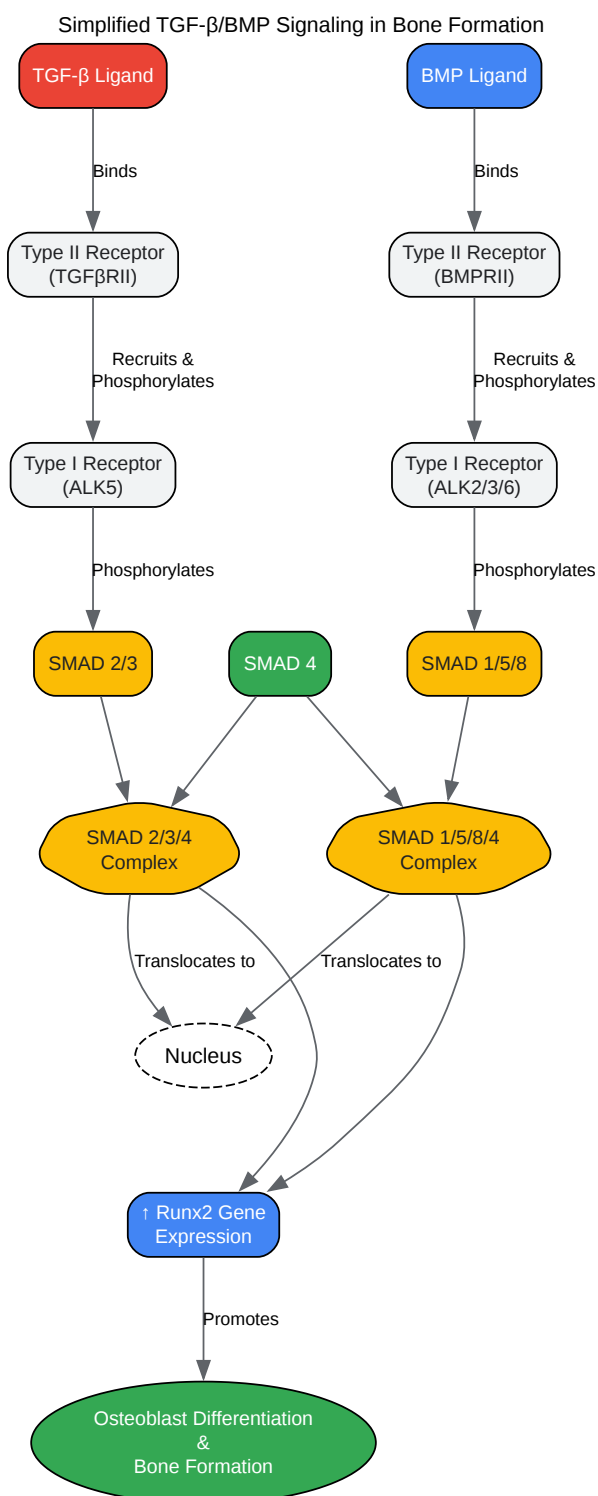 Simplified TGF-β/BMP Signaling in Bone Formation
TGF-β Ligand
BMP Ligand
Binds
Binds
Type II Receptor
(TGFβRII)
Type II Receptor
(BMPRII)
Recruits &
Phosphorylates
Recruits &
Phosphorylates
Type I Receptor
(ALK5)
Type I Receptor
(ALK2/3/6)
Phosphorylates
Phosphorylates
SMAD 2/3
SMAD 4
SMAD 1/5/8
SMAD 2/3/4
Complex
SMAD 1/5/8/4
Complex
Translocates to
Translocates to
Nucleus
↑ Runx2 Gene
Expression
Promotes
Osteoblast Differentiation
&
Bone Formation